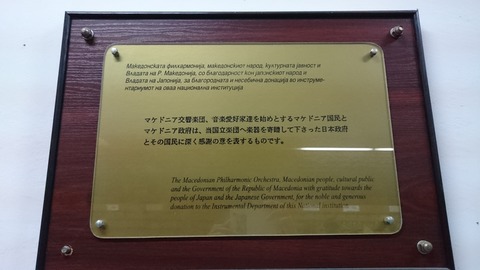 Македонската филхармонија, македонскиот народ, културната јавност и
Владата на Р. Македонија, со благодарност кон јапонскиот народ и
Владата на Јапонија, за благородната и несебична донација во инструме-
нтариумот на оваа национална институција
マケドニア交響楽団、音楽愛好家達を始めとするマケドニア国民と
マケドニア政府は、当国立楽団へ楽器を寄贈して下さった日本政府
とその国民に深く感謝の意を表するものです。
The Macedonian Philharmonic Orchestra, Macedonian people, cultural public
and the Government of the Republic of Macedonia with gratitude towards the
people of Japan and the Japanese Government, for the noble and generous
donation to the Instrumental Department of this National institution